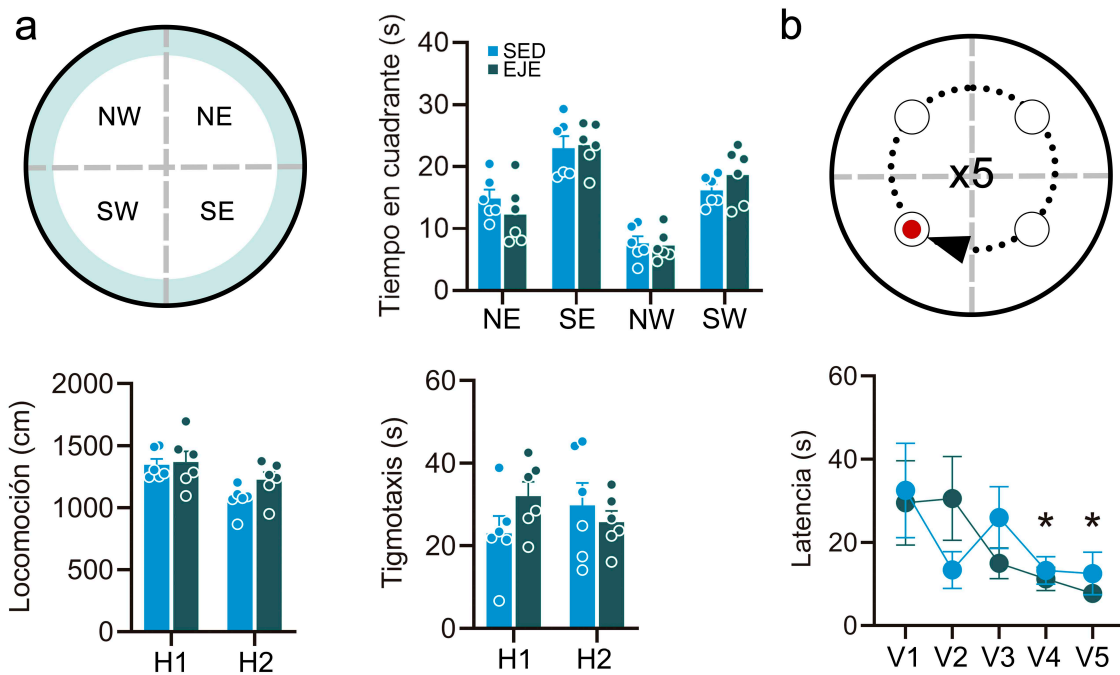 a
NW
NE
SW
SE
Tiempo en cuadrante (s)
40
30
20
10
0
SED
EJE
NE
SE
NW
SW
b
x5
Locomoción (cm)
2000
1500
1000
500
0
H1
H2
Tigmotaxis (s)
60
40
20
0
H1
H2
Latencia (s)
60
40
20
0
*
*
V1
V2
V3
V4
V5